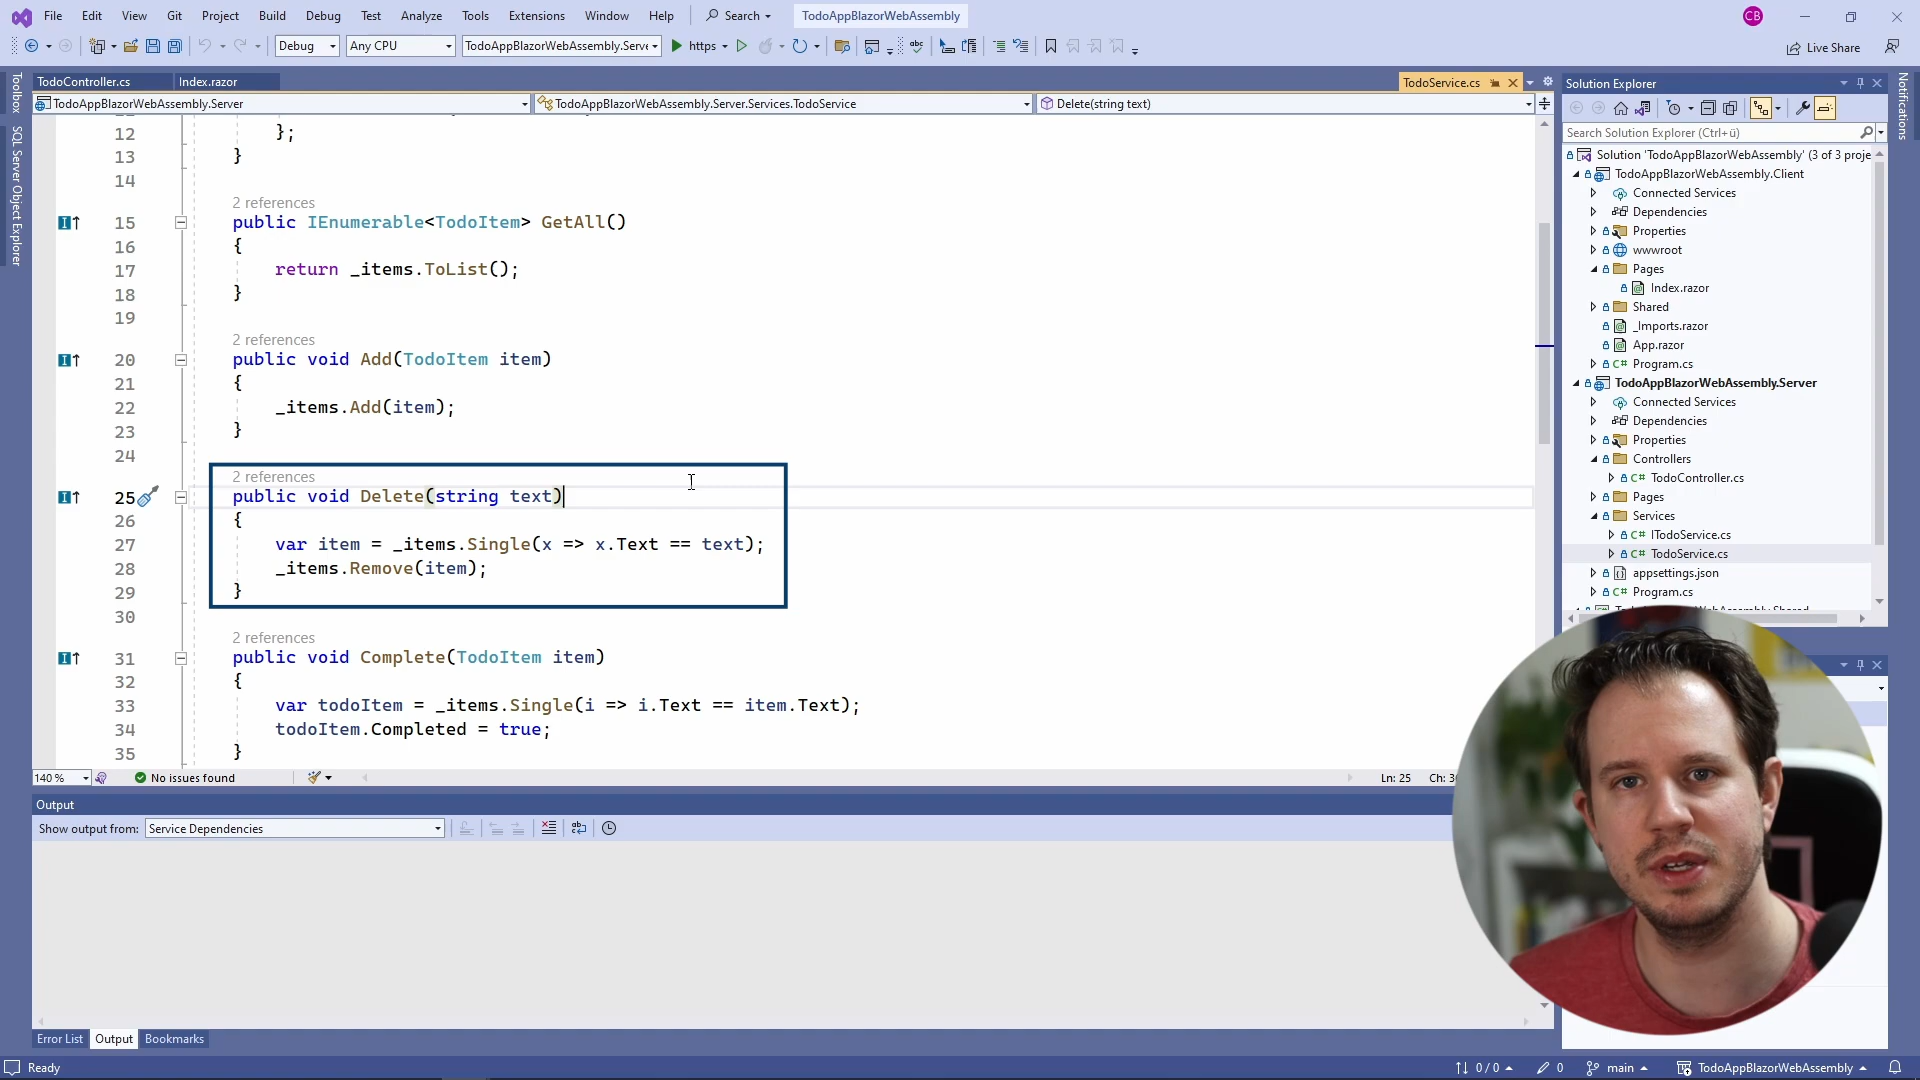 File Edit View Git Project Build Debug Test Analyze Tools Extensions Window Help Search TodoAppBlazorWebAssembly CB
Debug Any CPU TodoAppBlazorWebAssembly.Serve https Live Share
TodoController.cs Index.razor TodoService.cs
TodoAppBlazorWebAssembly.Server TodoAppBlazorWebAssembly.Server.Services.TodoService Delete(string text)
Toolbox
SQL Server Object Explorer
12 };
13 }
14
2 references
15 public IEnumerable<TodoItem> GetAll()
16 {
17 return _items.ToList();
18 }
19
2 references
20 public void Add(TodoItem item)
21 {
22 _items.Add(item);
23 }
24
2 references
25 public void Delete(string text)
26 {
27 var item = _items.Single(x => x.Text == text);
28 _items.Remove(item);
29 }
30
2 references
31 public void Complete(TodoItem item)
32 {
33 var todoItem = _items.Single(i => i.Text == item.Text);
34 todoItem.Completed = true;
35 }
140 % No issues found Ln: 25 Ch:
Output
Show output from: Service Dependencies
Error List Output Bookmarks
Solution Explorer
Search Solution Explorer (Ctrl+ü)
Solution 'TodoAppBlazorWebAssembly' (3 of 3 proje
TodoAppBlazorWebAssembly.Client
Connected Services
Dependencies
Properties
wwwroot
Pages
Index.razor
Shared
_Imports.razor
App.razor
C# Program.cs
TodoAppBlazorWebAssembly.Server
Connected Services
Dependencies
Properties
Controllers
C# TodoController.cs
Pages
Services
C# ITodoService.cs
C# TodoService.cs
appsettings.json
C# Program.cs
Notifications
Ready 0 / 0 0 main TodoAppBlazorWebAssembly